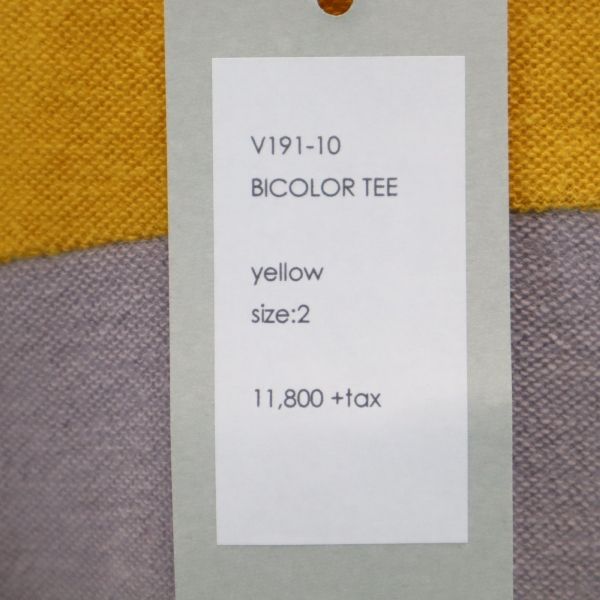 V191-10
BICOLOR TEE
yellow
size:2
11,800 +tax